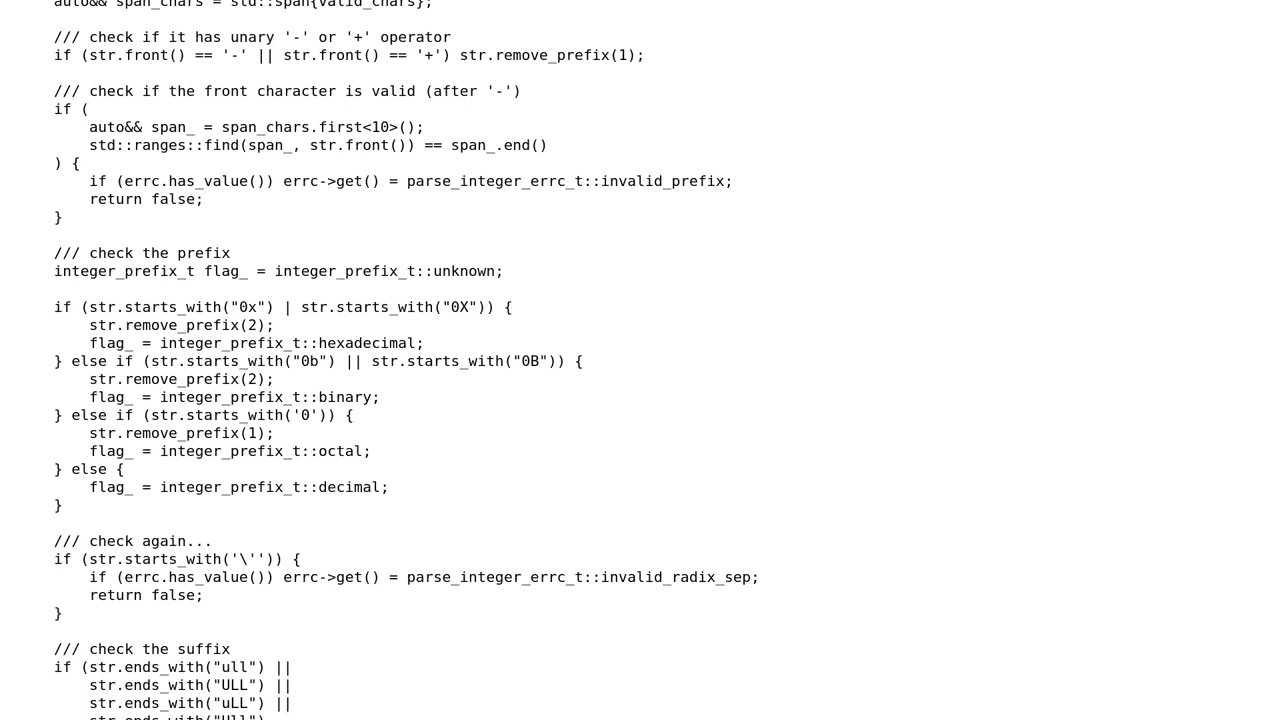 auto&& span_chars = std::span{valid_chars};
/// check if it has unary '-' or '+' operator
if (str.front() == '-' || str.front() == '+') str.remove_prefix(1);
/// check if the front character is valid (after '-')
if (
auto&& span_ = span_chars.first<10>();
std::ranges::find(span_, str.front()) == span_.end()
) {
if (errc.has_value()) errc->get() = parse_integer_errc_t::invalid_prefix;
return false;
}
/// check the prefix
integer_prefix_t flag_ = integer_prefix_t::unknown;
if (str.starts_with("0x") | str.starts_with("0X")) {
str.remove_prefix(2);
flag_ = integer_prefix_t::hexadecimal;
} else if (str.starts_with("0b") || str.starts_with("0B")) {
str.remove_prefix(2);
flag_ = integer_prefix_t::binary;
} else if (str.starts_with('0')) {
str.remove_prefix(1);
flag_ = integer_prefix_t::octal;
} else {
flag_ = integer_prefix_t::decimal;
}
/// check again...
if (str.starts_with('\'')) {
if (errc.has_value()) errc->get() = parse_integer_errc_t::invalid_radix_sep;
return false;
}
/// check the suffix
if (str.ends_with("ull") ||
str.ends_with("ULL") ||
str.ends_with("uLL") ||